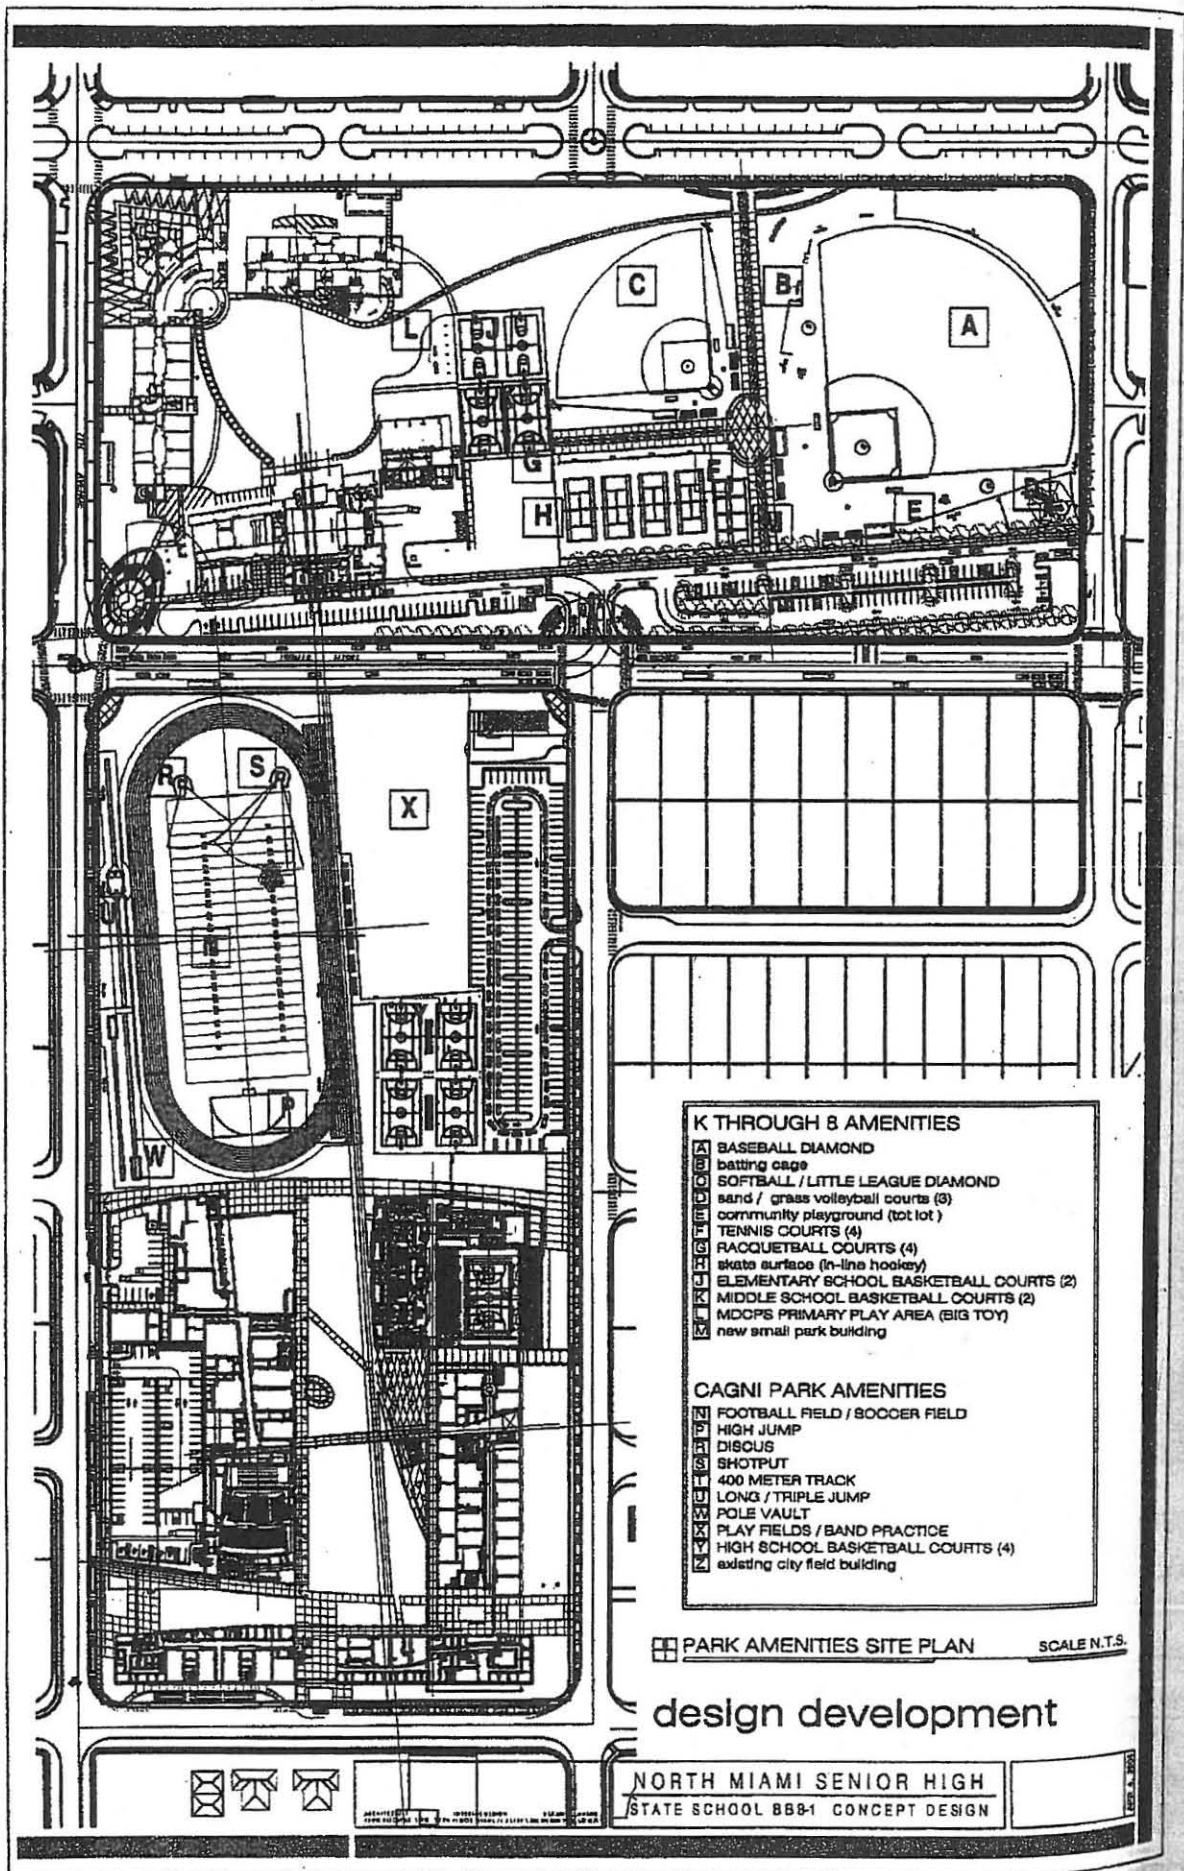 C
B
A
L
J
G
F
H
E
R
S
X
Y
P
W
K THROUGH 8 AMENITIES
A BASEBALL DIAMOND
B batting cage
C SOFTBALL / LITTLE LEAGUE DIAMOND
D sand / grass volleyball courts (3)
E community playground (tot lot)
F TENNIS COURTS (4)
G RACQUETBALL COURTS (4)
H skate surface (in-line hockey)
J ELEMENTARY SCHOOL BASKETBALL COURTS (2)
K MIDDLE SCHOOL BASKETBALL COURTS (2)
L MDCPS PRIMARY PLAY AREA (BIG TOY)
M new small park building
CAGNI PARK AMENITIES
N FOOTBALL FIELD / SOCCER FIELD
P HIGH JUMP
R DISCUS
S SHOTPUT
T 400 METER TRACK
U LONG / TRIPLE JUMP
W POLE VAULT
X PLAY FIELDS / BAND PRACTICE
Y HIGH SCHOOL BASKETBALL COURTS (4)
Z existing city field building
PARK AMENITIES SITE PLAN SCALE N.T.S.
design development
NORTH MIAMI SENIOR HIGH
STATE SCHOOL BBB-1 CONCEPT DESIGN